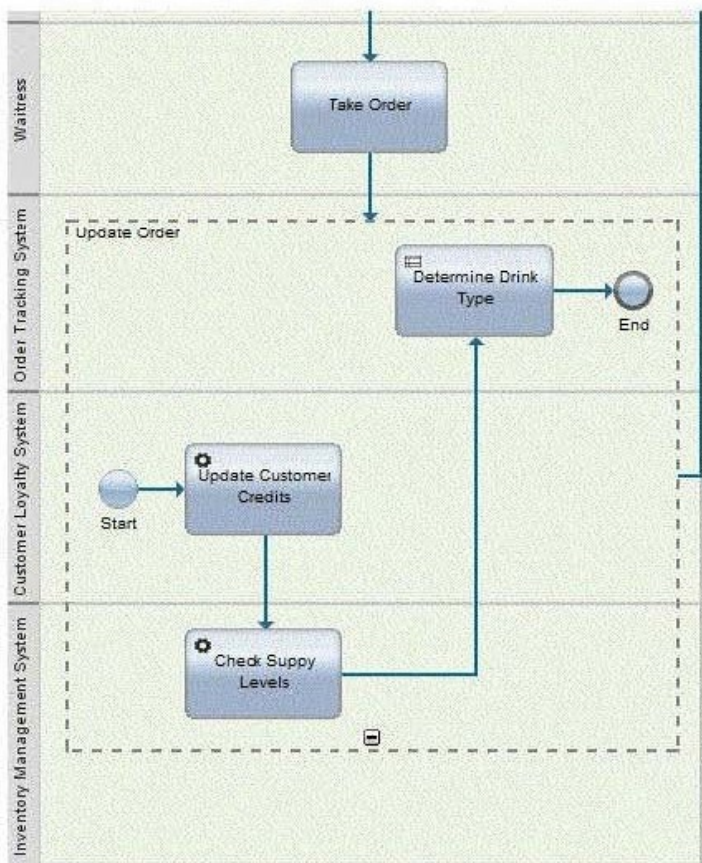 Waitress
Take Order
Order Tracking System
Update Order
Determine Drink
Type
End
Customer Loyalty System
Update Customer
Credits
Start
Inventory Management System
Check Suppy
Levels